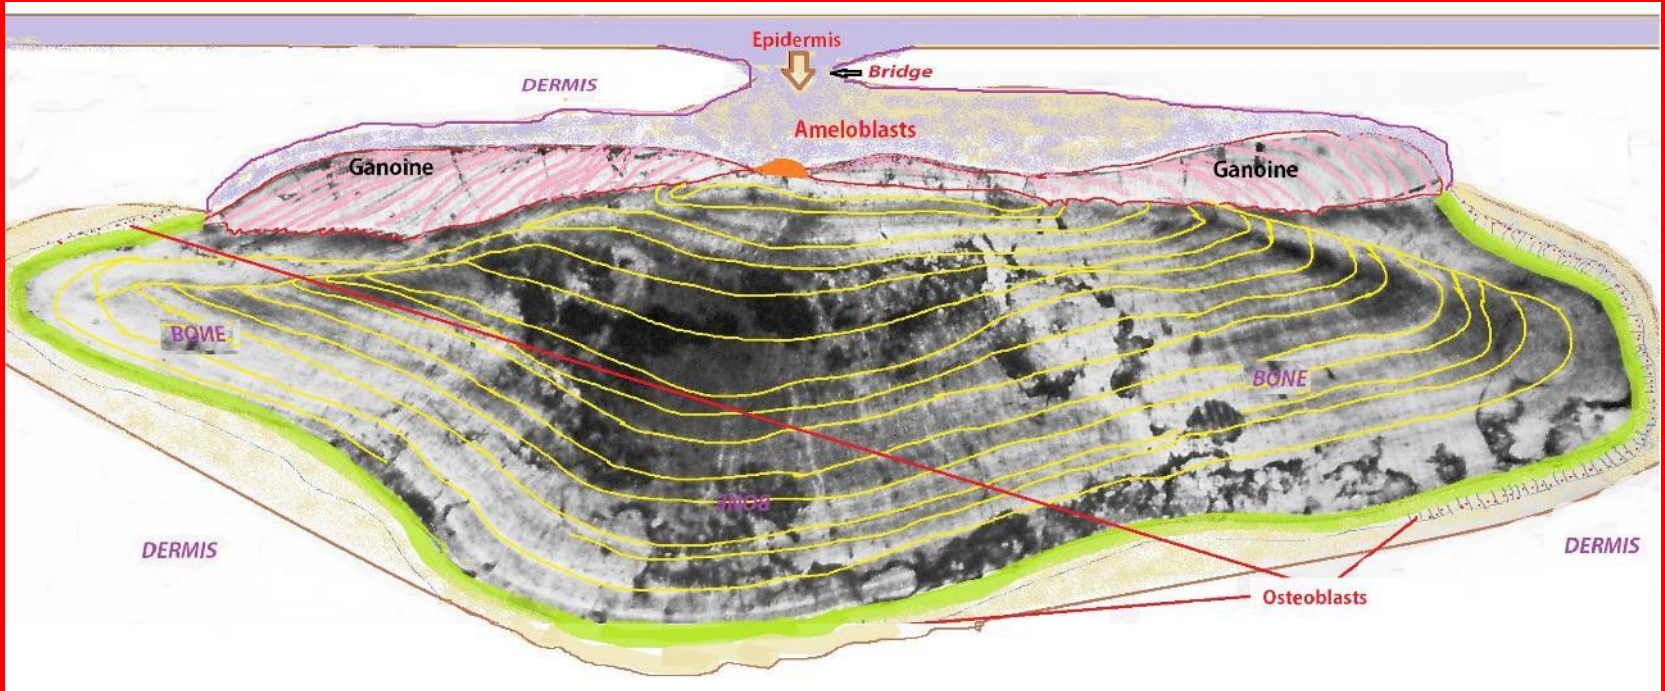 Epidermis
Bridge
DERMIS
Ameloblasts
Ganoine
Ganoine
BONE
BONE
BONE
DERMIS
DERMIS
Osteoblasts